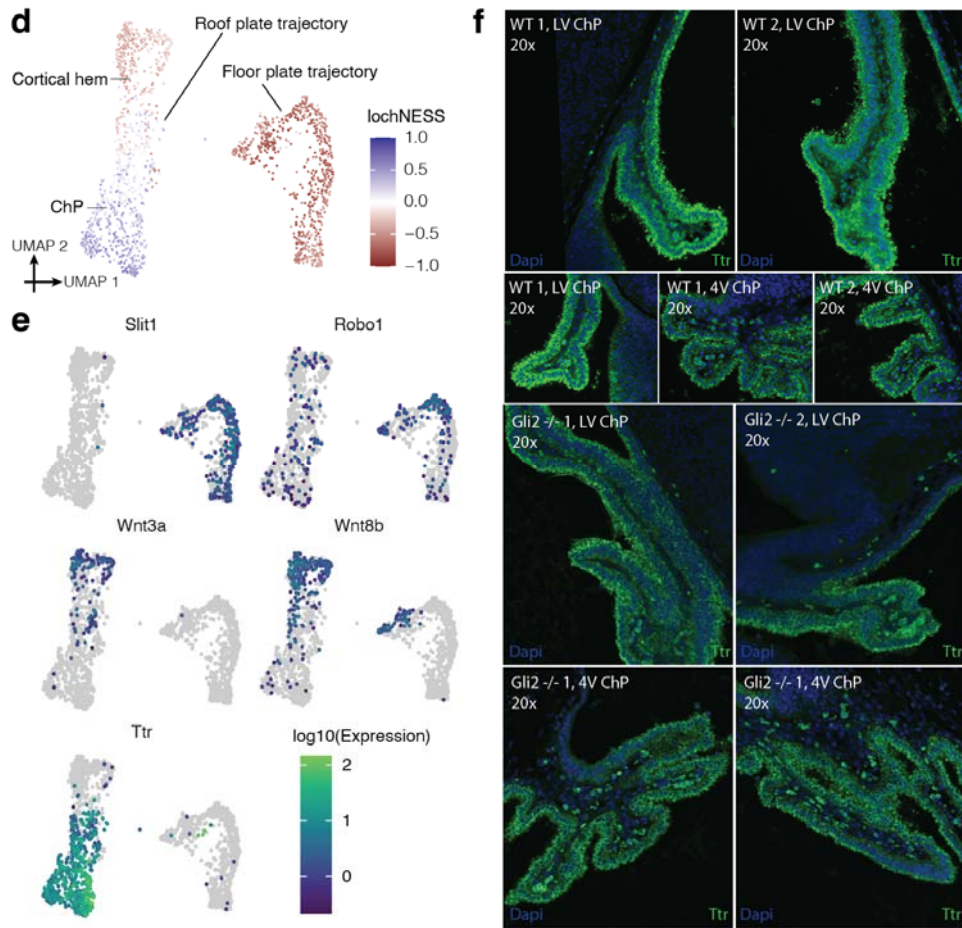 d
Roof plate trajectory
Cortical hem
Floor plate trajectory
lochNESS
1.0
0.5
0.0
−0.5
−1.0
ChP
UMAP 2
UMAP 1
e
Slit1
Robo1
Wnt3a
Wnt8b
Ttr
log10(Expression)
2
1
0
f
WT 1, LV ChP
20x
Dapi
Ttr
WT 2, LV ChP
20x
Dapi
Ttr
WT 1, LV ChP
20x
WT 1, 4V ChP
20x
WT 2, 4V ChP
20x
Gli2 -/- 1, LV ChP
20x
Dapi
Ttr
Gli2 -/- 2, LV ChP
20x
Dapi
Ttr
Gli2 -/- 1, 4V ChP
20x
Dapi
Ttr
Gli2 -/- 1, 4V ChP
20x
Dapi
Ttr